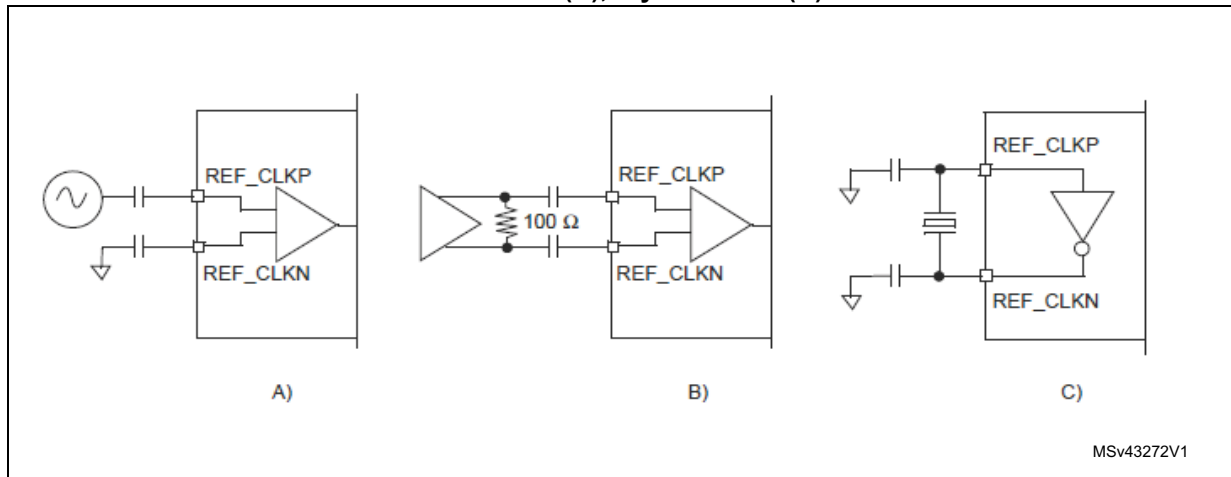 REF_CLKP
REF_CLKN
A)
REF_CLKP
100 Ω
REF_CLKN
B)
REF_CLKP
REF_CLKN
C)
MSv43272V1